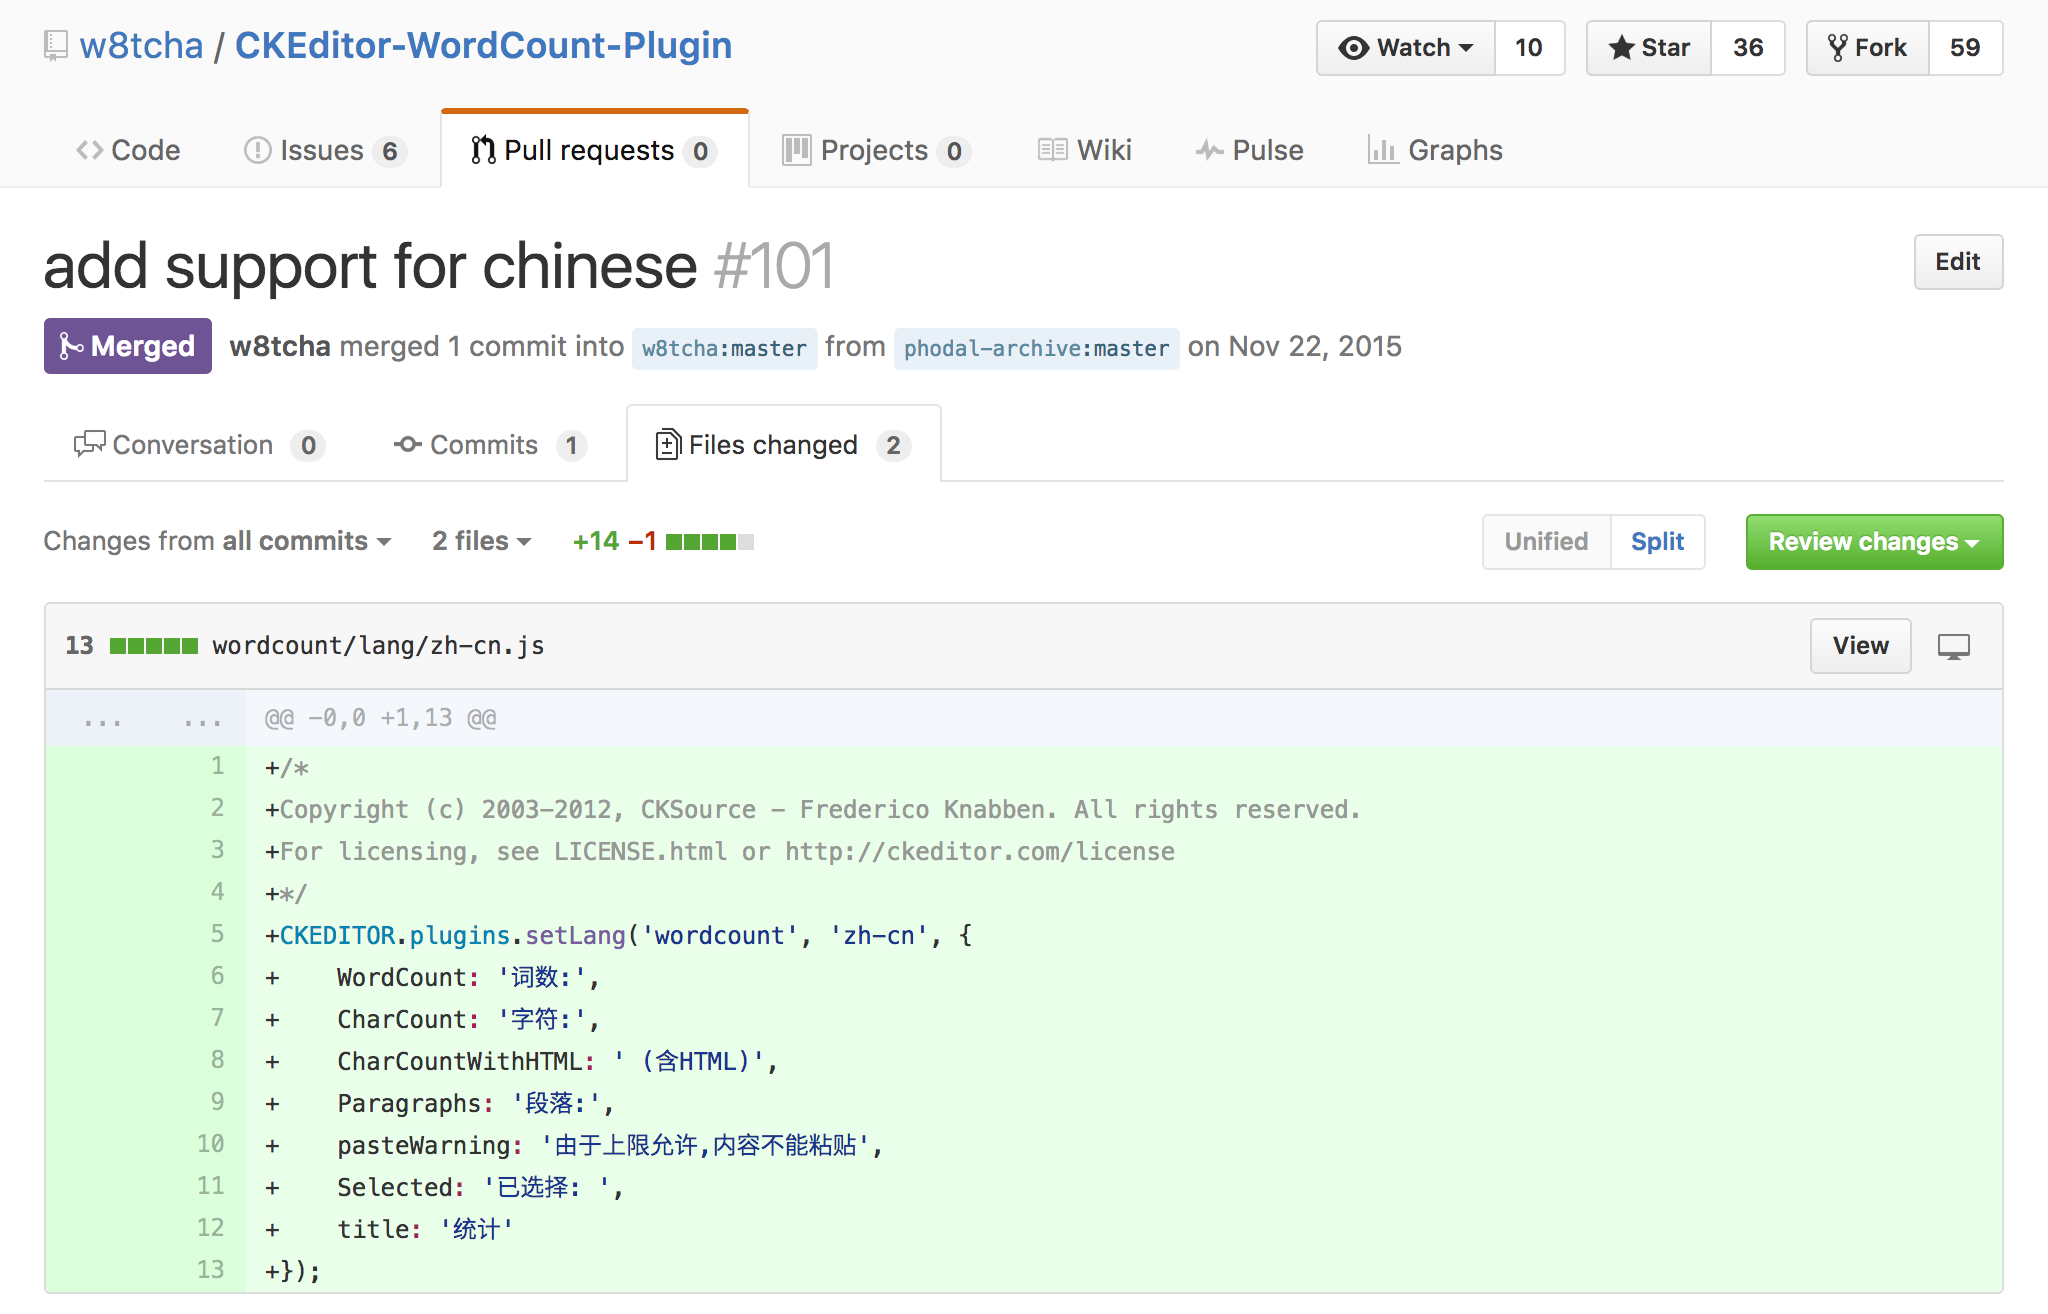 w8tcha / CKEditor-WordCount-Plugin
Watch 10 Star 36 Fork 59
Code Issues 6 Pull requests 0 Projects 0 Wiki Pulse Graphs
add support for chinese #101
Edit
Merged w8tcha merged 1 commit into w8tcha:master from phodal-archive:master on Nov 22, 2015
Conversation 0 Commits 1 Files changed 2
Changes from all commits 2 files +14 −1 Unified Split Review changes
13 wordcount/lang/zh-cn.js View
... ... @@ -0,0 +1,13 @@
1 +/*
2 +Copyright (c) 2003-2012, CKSource - Frederico Knabben. All rights reserved.
3 +For licensing, see LICENSE.html or http://ckeditor.com/license
4 +*/
5 +CKEDITOR.plugins.setLang('wordcount', 'zh-cn', {
6 +    WordCount: '词数:',
7 +    CharCount: '字符:',
8 +    CharCountWithHTML: ' (含HTML)',
9 +    Paragraphs: '段落:',
10 +    pasteWarning: '由于上限允许,内容不能粘贴',
11 +    Selected: '已选择: ',
12 +    title: '统计'
13 +});